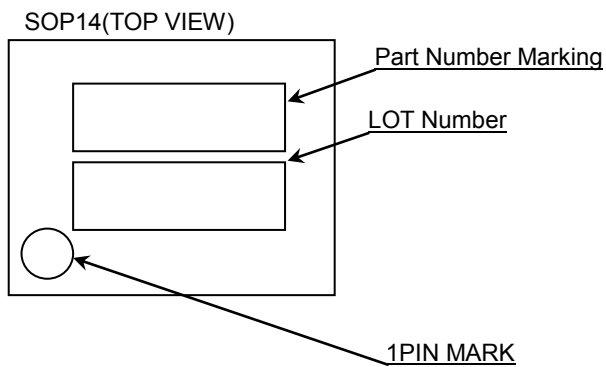 SOP14(TOP VIEW)
Part Number Marking
LOT Number
1PIN MARK